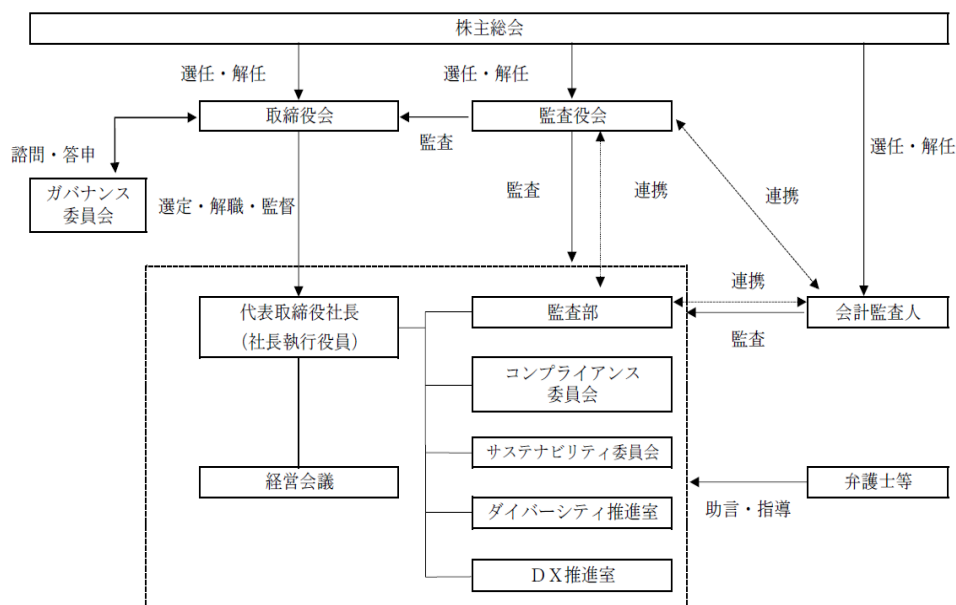 株主総会
選任・解任
選任・解任
取締役会
監査役会
監査
選任・解任
諮問・答申
ガバナンス
委員会
選定・解職・監督
監査
連携
連携
代表取締役社長
(社長執行役員)
監査部
連携
会計監査人
監査
コンプライアンス
委員会
経営会議
サステナビリティ委員会
弁護士等
助言・指導
ダイバーシティ推進室
DX推進室